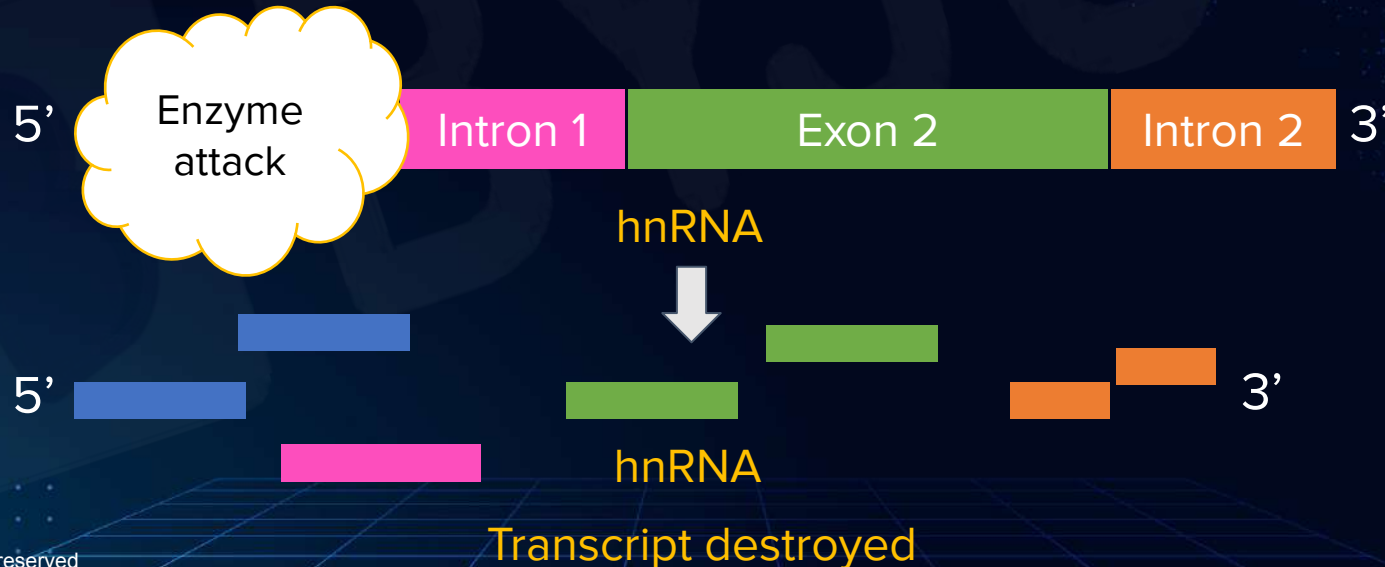 5’
Enzyme
attack
Intron 1
Exon 2
Intron 2
3’
hnRNA
5’
3’
hnRNA
Transcript destroyed
reserved